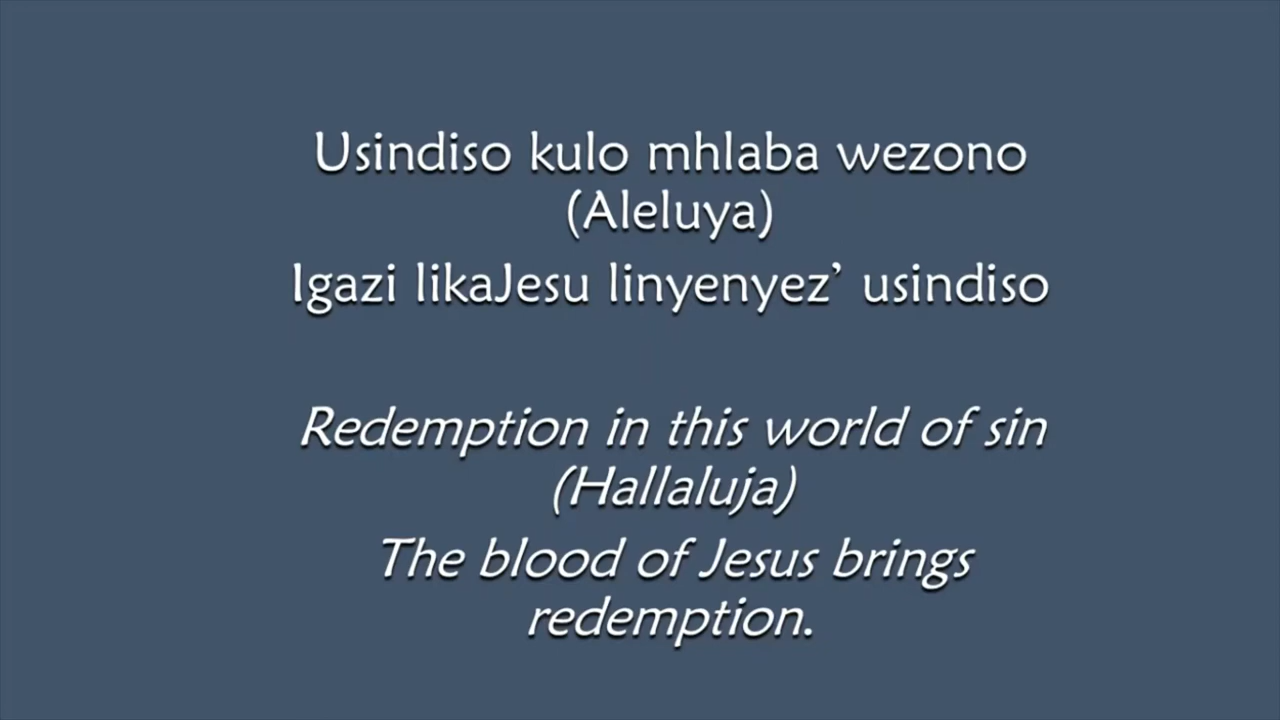 Usindiso kulo mhlaba wezono
(Aleluya)
Igazi likaJesu linyenyez’ usindiso
Redemption in this world of sin
(Hallaluja)
The blood of Jesus brings
redemption.